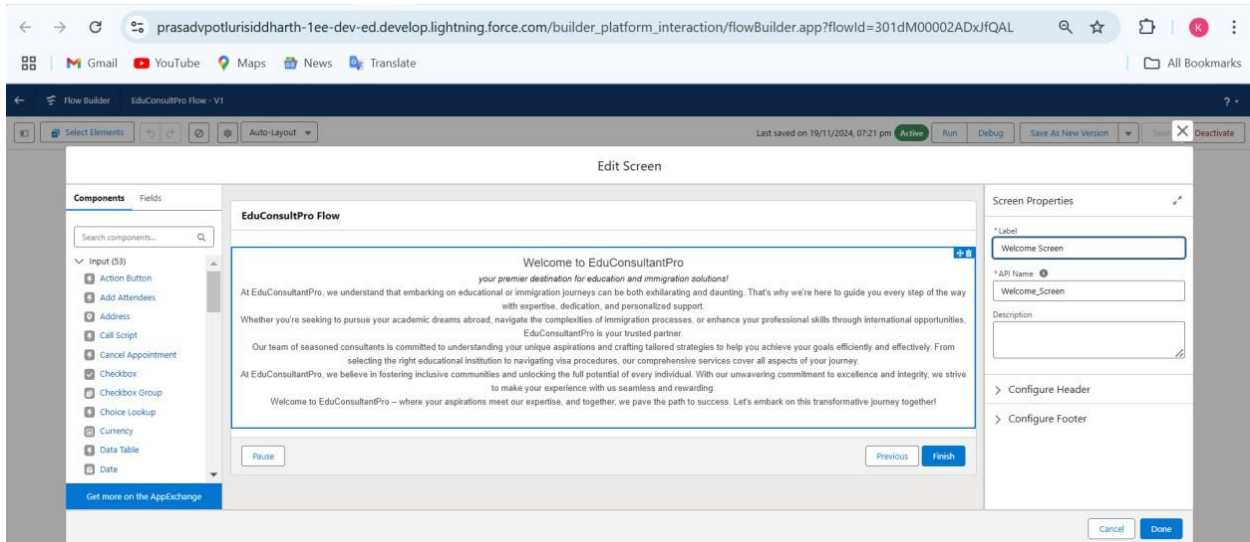 prasadvpotlurisiddharth-1ee-dev-ed.develop.lightning.force.com/builder_platform_interaction/flowBuilder.app?flowId=301dM00002ADxJfQAL
K
Gmail YouTube Maps News Translate All Bookmarks
Flow Builder EduConsultPro Flow - V1 ?
Select Elements Auto-Layout Last saved on 19/11/2024, 07:21 pm Active Run Debug Save As New Version Deactivate
Edit Screen
Components Fields
Search components...
Input (53)
Action Button
Add Attendees
Address
Call Script
Cancel Appointment
Checkbox
Checkbox Group
Choice Lookup
Currency
Data Table
Date
Get more on the AppExchange
EduConsultPro Flow
Welcome to EduConsultantPro
your premier destination for education and immigration solutions!
At EduConsultantPro, we understand that embarking on educational or immigration journeys can be both exhilarating and daunting. That's why we're here to guide you every step of the way
with expertise, dedication, and personalized support.
Whether you're seeking to pursue your academic dreams abroad, navigate the complexities of immigration processes, or enhance your professional skills through international opportunities,
EduConsultantPro is your trusted partner.
Our team of seasoned consultants is committed to understanding your unique aspirations and crafting tailored strategies to help you achieve your goals efficiently and effectively. From
selecting the right educational institution to navigating visa procedures, our comprehensive services cover all aspects of your journey.
At EduConsultantPro, we believe in fostering inclusive communities and unlocking the full potential of every individual. With our unwavering commitment to excellence and integrity, we strive
to make your experience with us seamless and rewarding.
Welcome to EduConsultantPro – where your aspirations meet our expertise, and together, we pave the path to success. Let's embark on this transformative journey together!
Pause Previous Finish
Screen Properties
*Label
Welcome Screen
*API Name
Welcome_Screen
Description
Configure Header
Configure Footer
Cancel Done